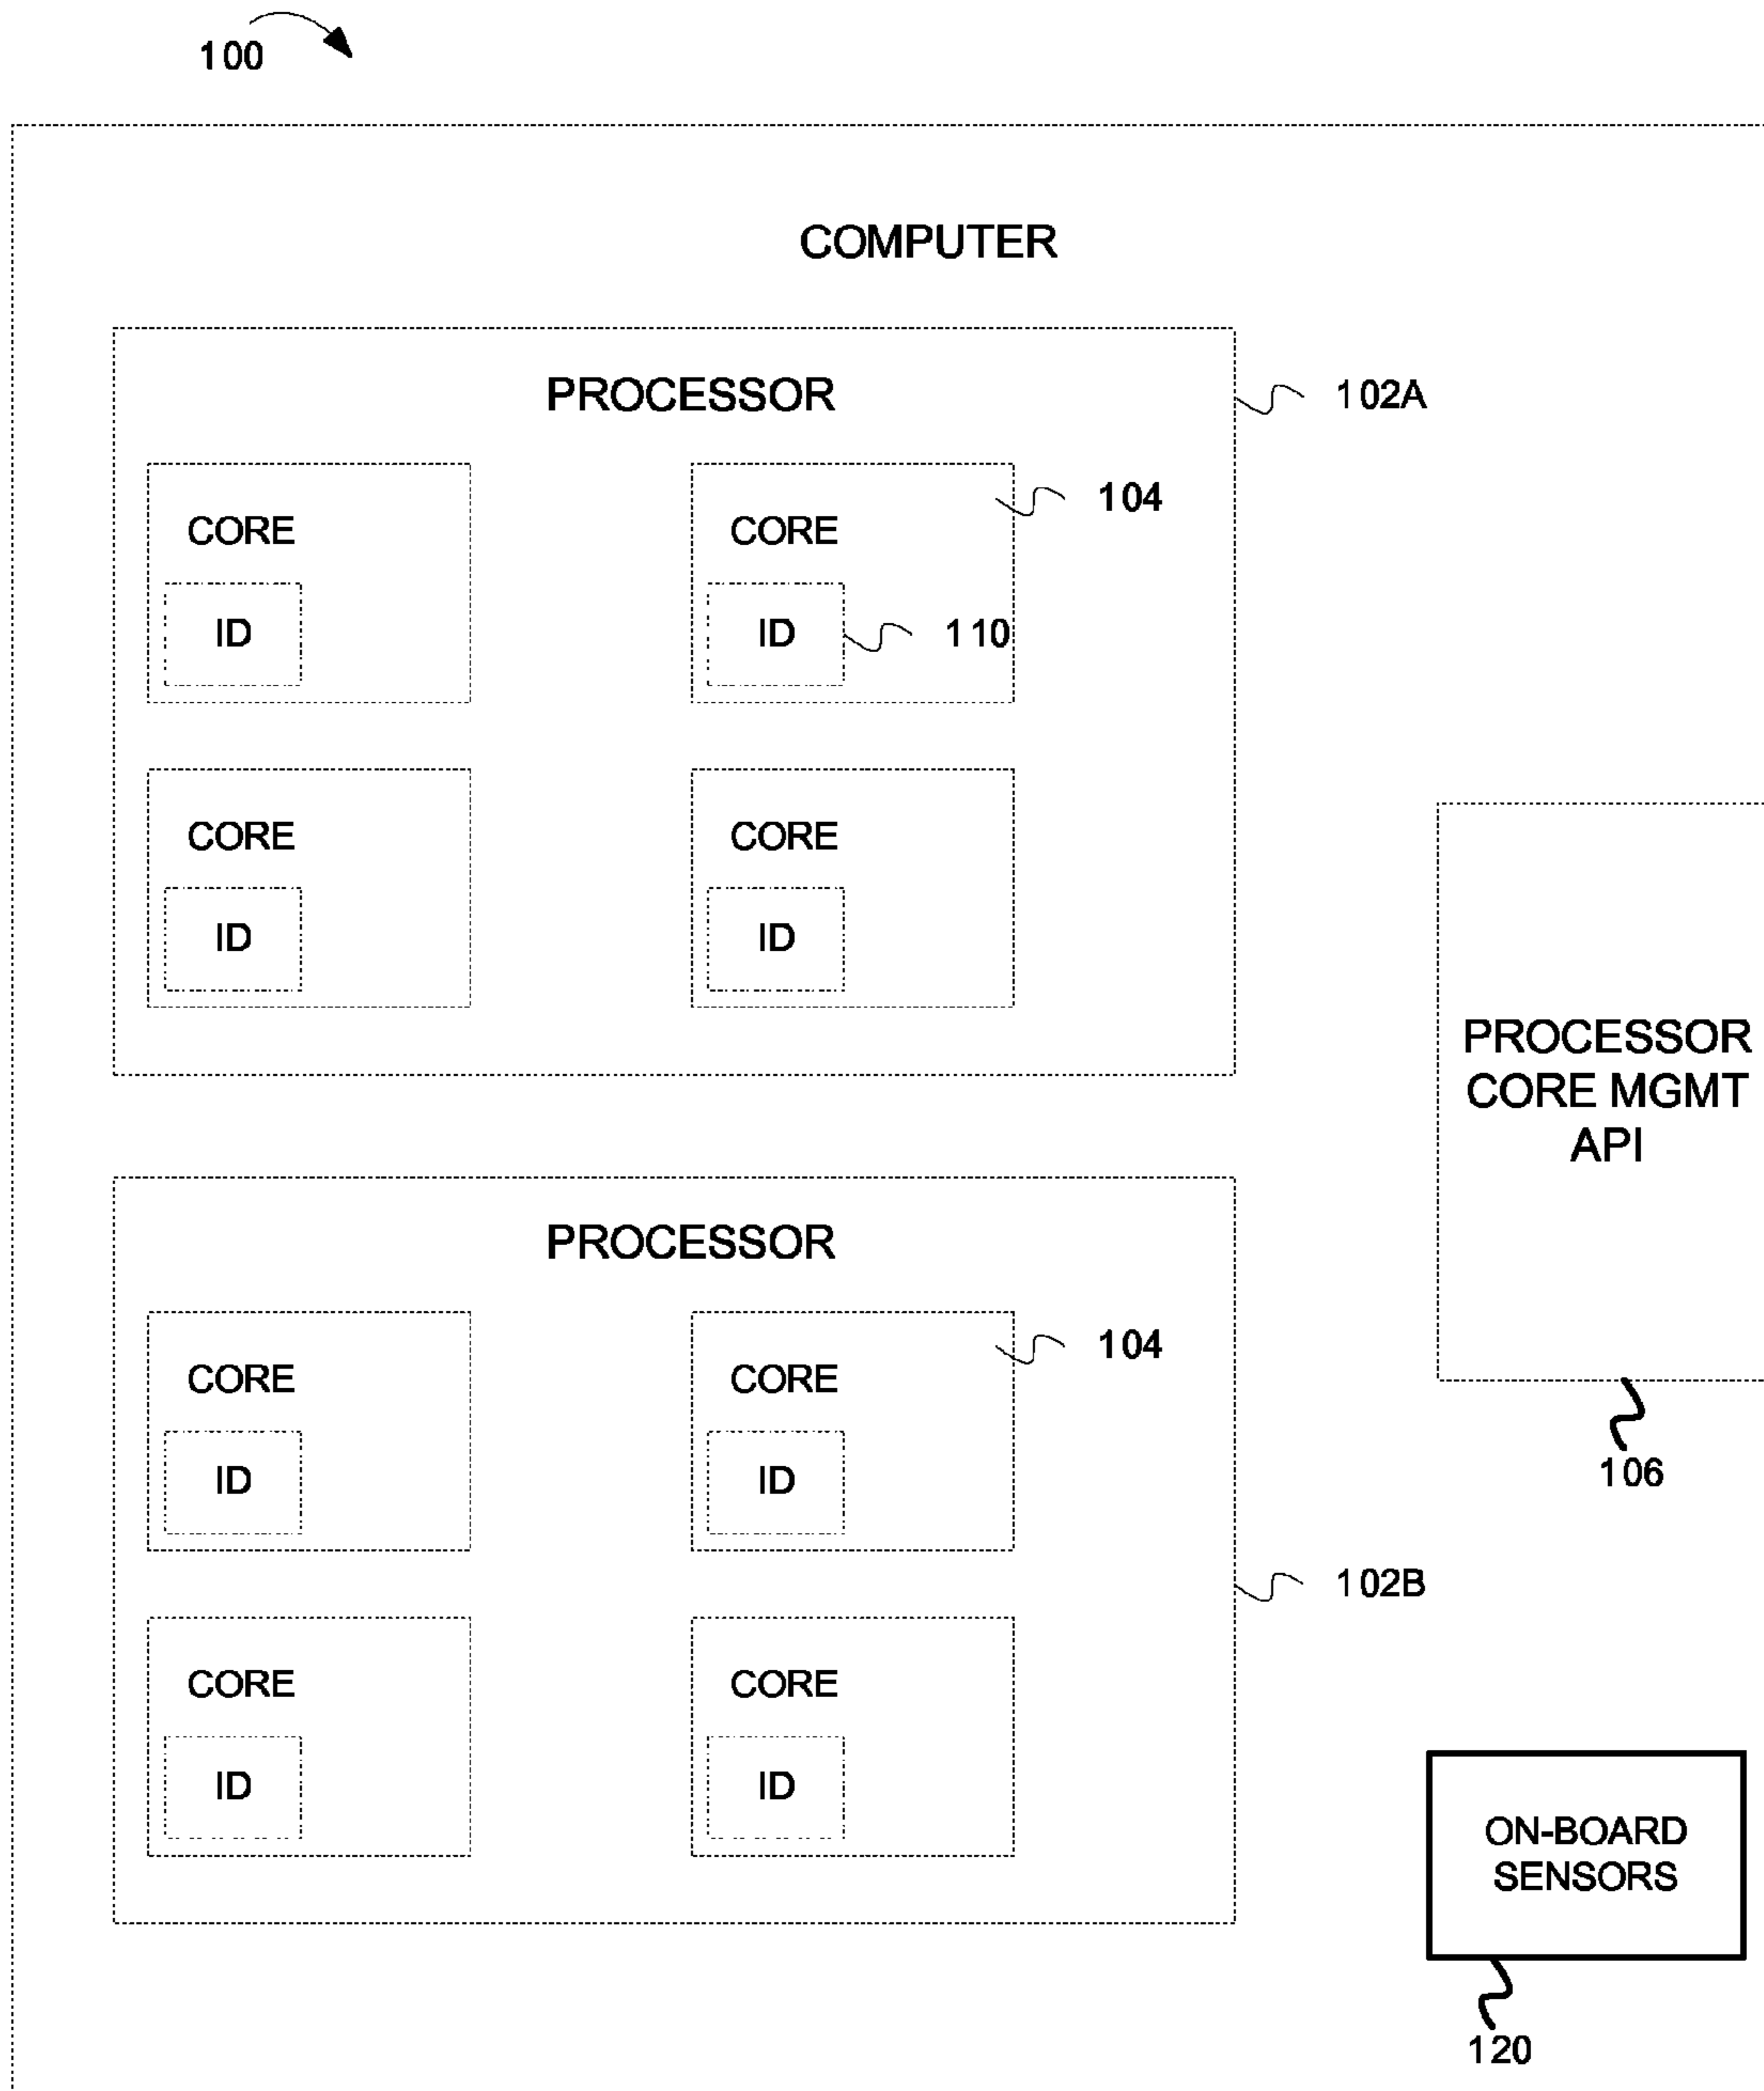 100
COMPUTER
PROCESSOR
102A
CORE
CORE
104
ID
ID
110
CORE
CORE
ID
ID
PROCESSOR
CORE MGMT
API
106
PROCESSOR
CORE
CORE
104
ID
ID
102B
CORE
CORE
ID
ID
ON-BOARD
SENSORS
120